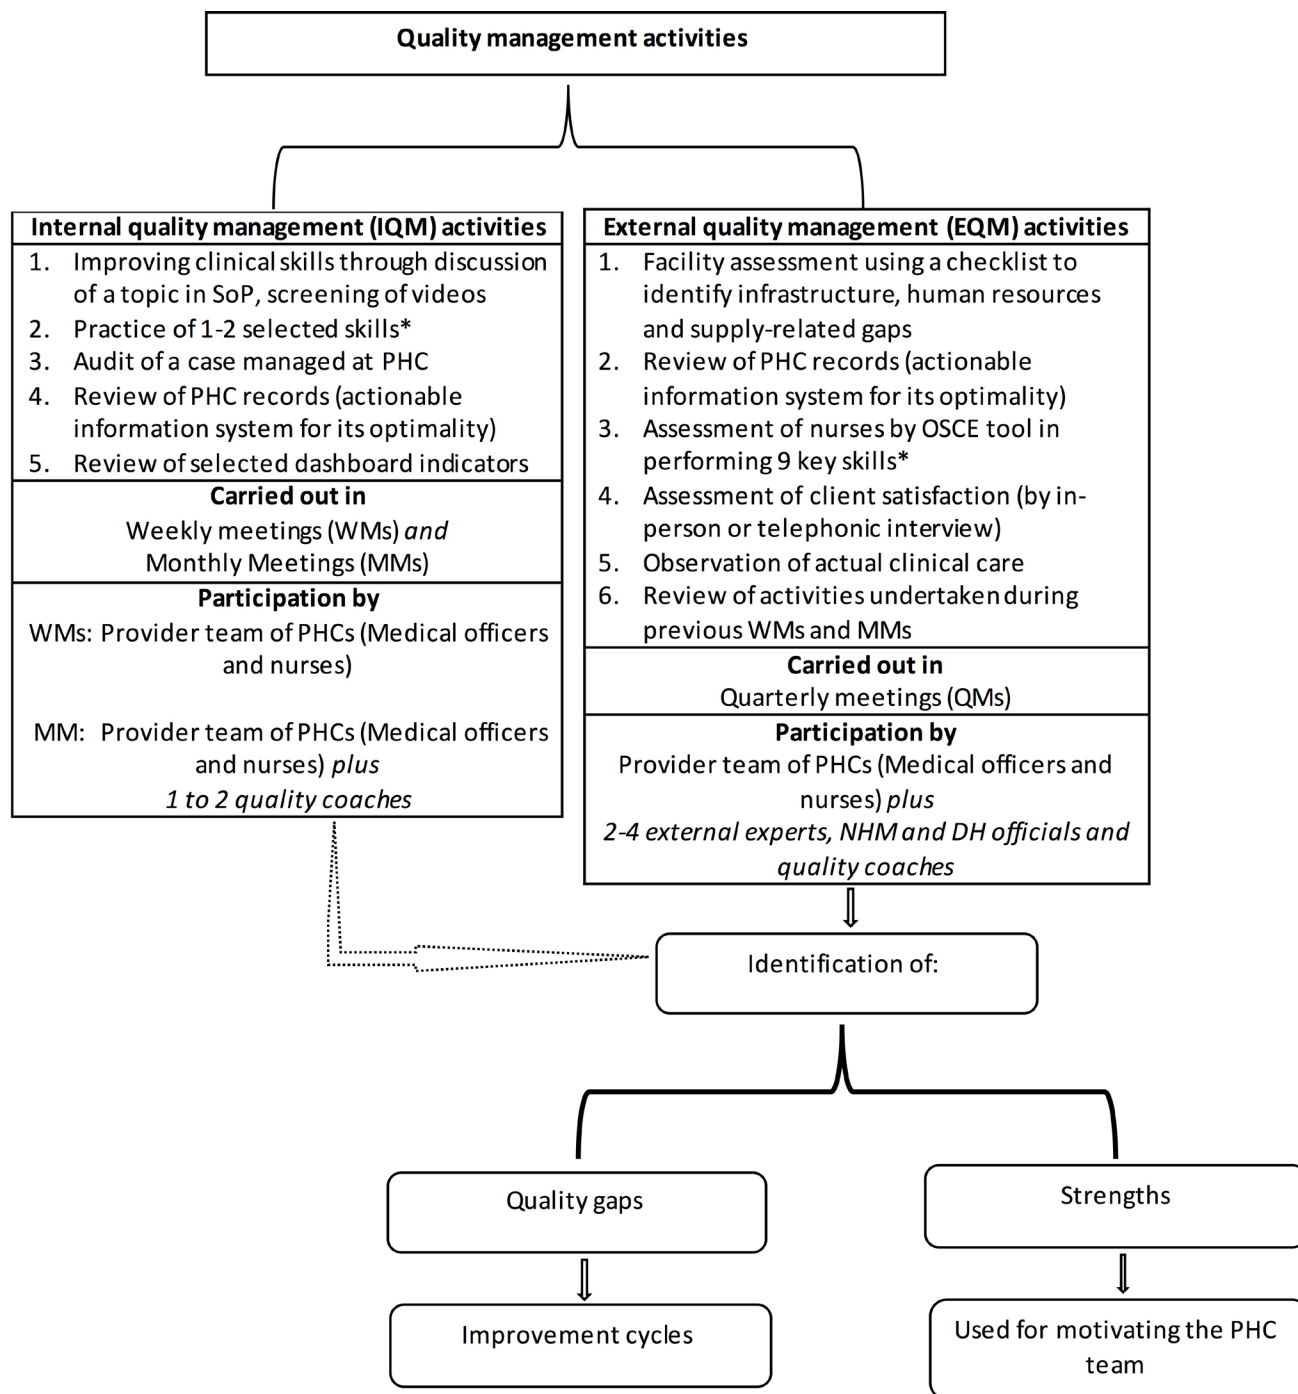 Quality management activities
Internal quality management (IQM) activities
1. Improving clinical skills through discussion
of a topic in SoP, screening of videos
2. Practice of 1-2 selected skills*
3. Audit of a case managed at PHC
4. Review of PHC records (actionable
information system for its optimality)
5. Review of selected dashboard indicators
Carried out in
Weekly meetings (WMs) and
Monthly Meetings (MMs)
Participation by
WMs: Provider team of PHCs (Medical officers
and nurses)
MM: Provider team of PHCs (Medical officers
and nurses) plus
1 to 2 quality coaches
External quality management (EQM) activities
1. Facility assessment using a checklist to
identify infrastructure, human resources
and supply-related gaps
2. Review of PHC records (actionable
information system for its optimality)
3. Assessment of nurses by OSCE tool in
performing 9 key skills*
4. Assessment of client satisfaction (by in-
person or telephonic interview)
5. Observation of actual clinical care
6. Review of activities undertaken during
previous WMs and MMs
Carried out in
Quarterly meetings (QMs)
Participation by
Provider team of PHCs (Medical officers and
nurses) plus
2-4 external experts, NHM and DH officials and
quality coaches
Identification of:
Quality gaps
Strengths
Improvement cycles
Used for motivating the PHC
team